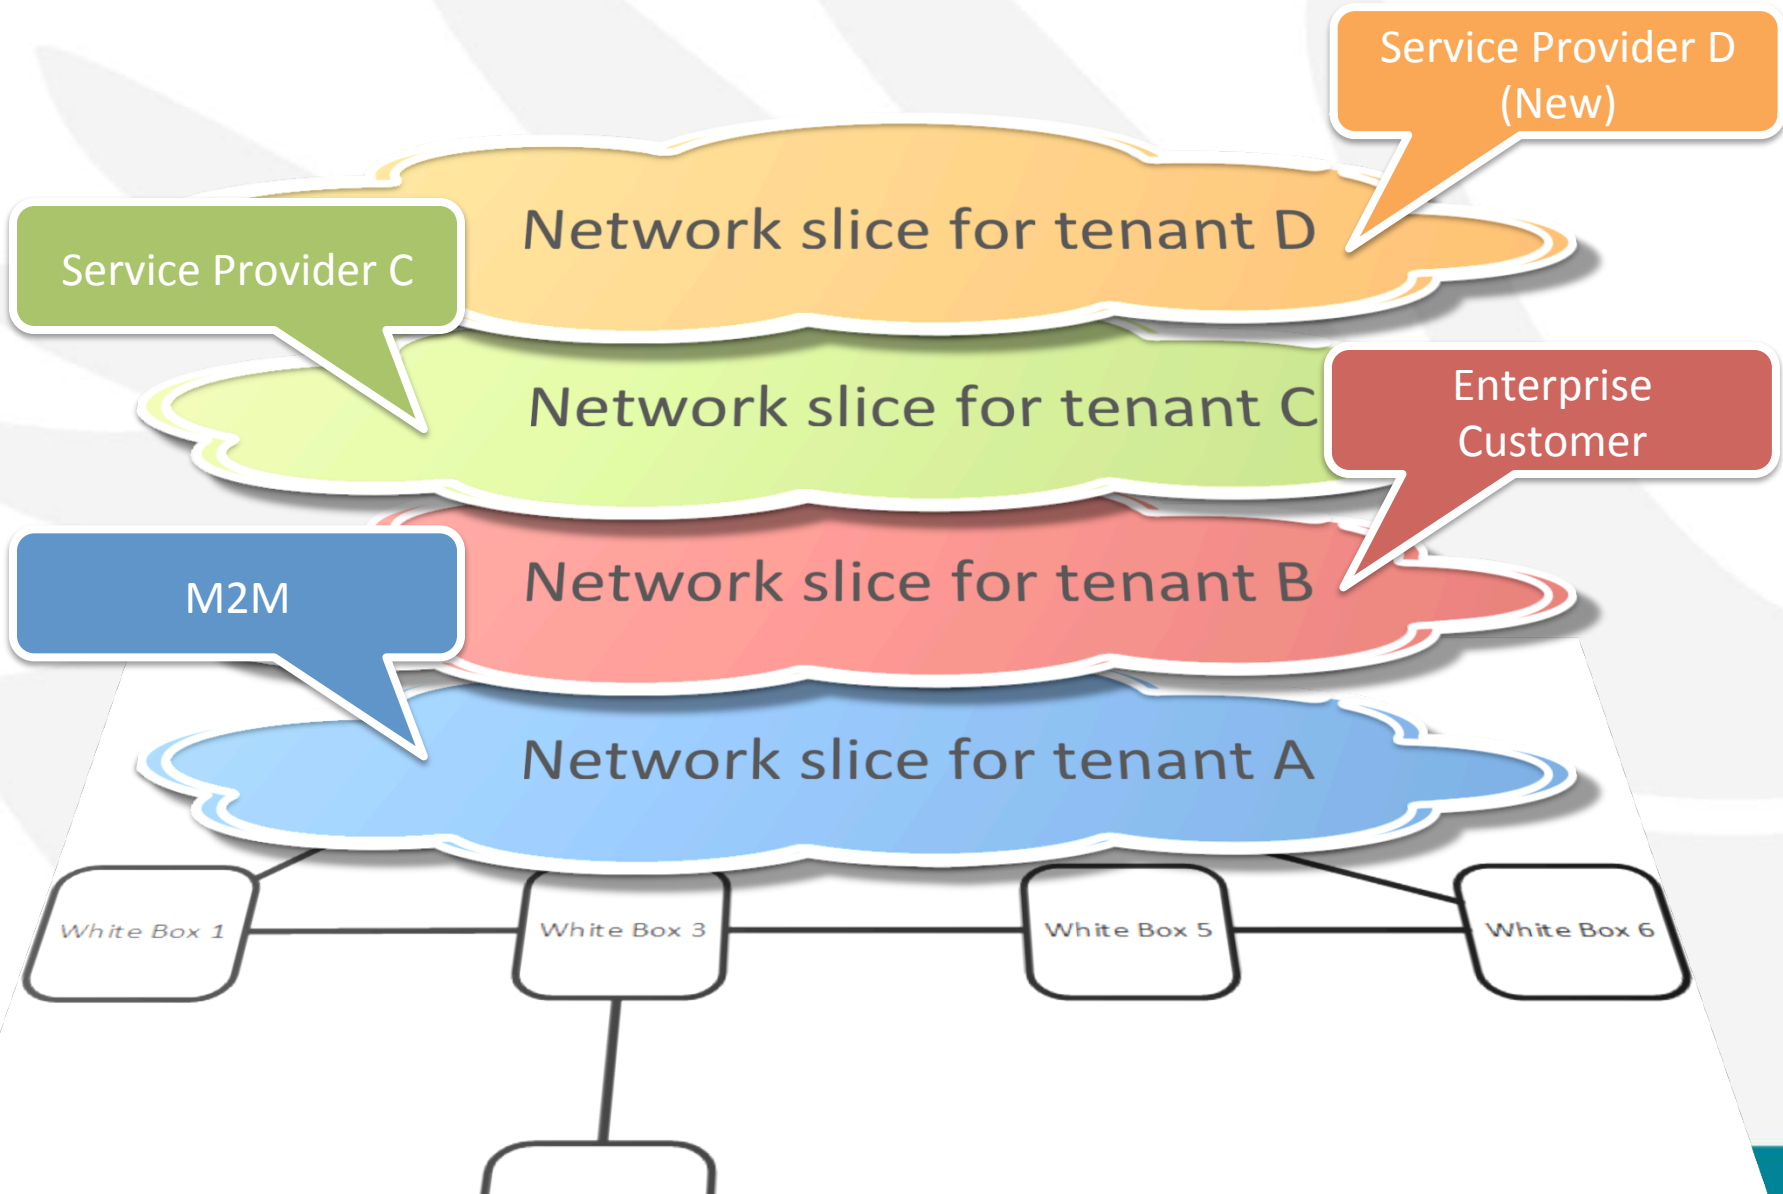 Service Provider D
(New)
Network slice for tenant D
Service Provider C
Network slice for tenant C
Enterprise
Customer
Network slice for tenant B
M2M
Network slice for tenant A
White Box 1
White Box 3
White Box 5
White Box 6